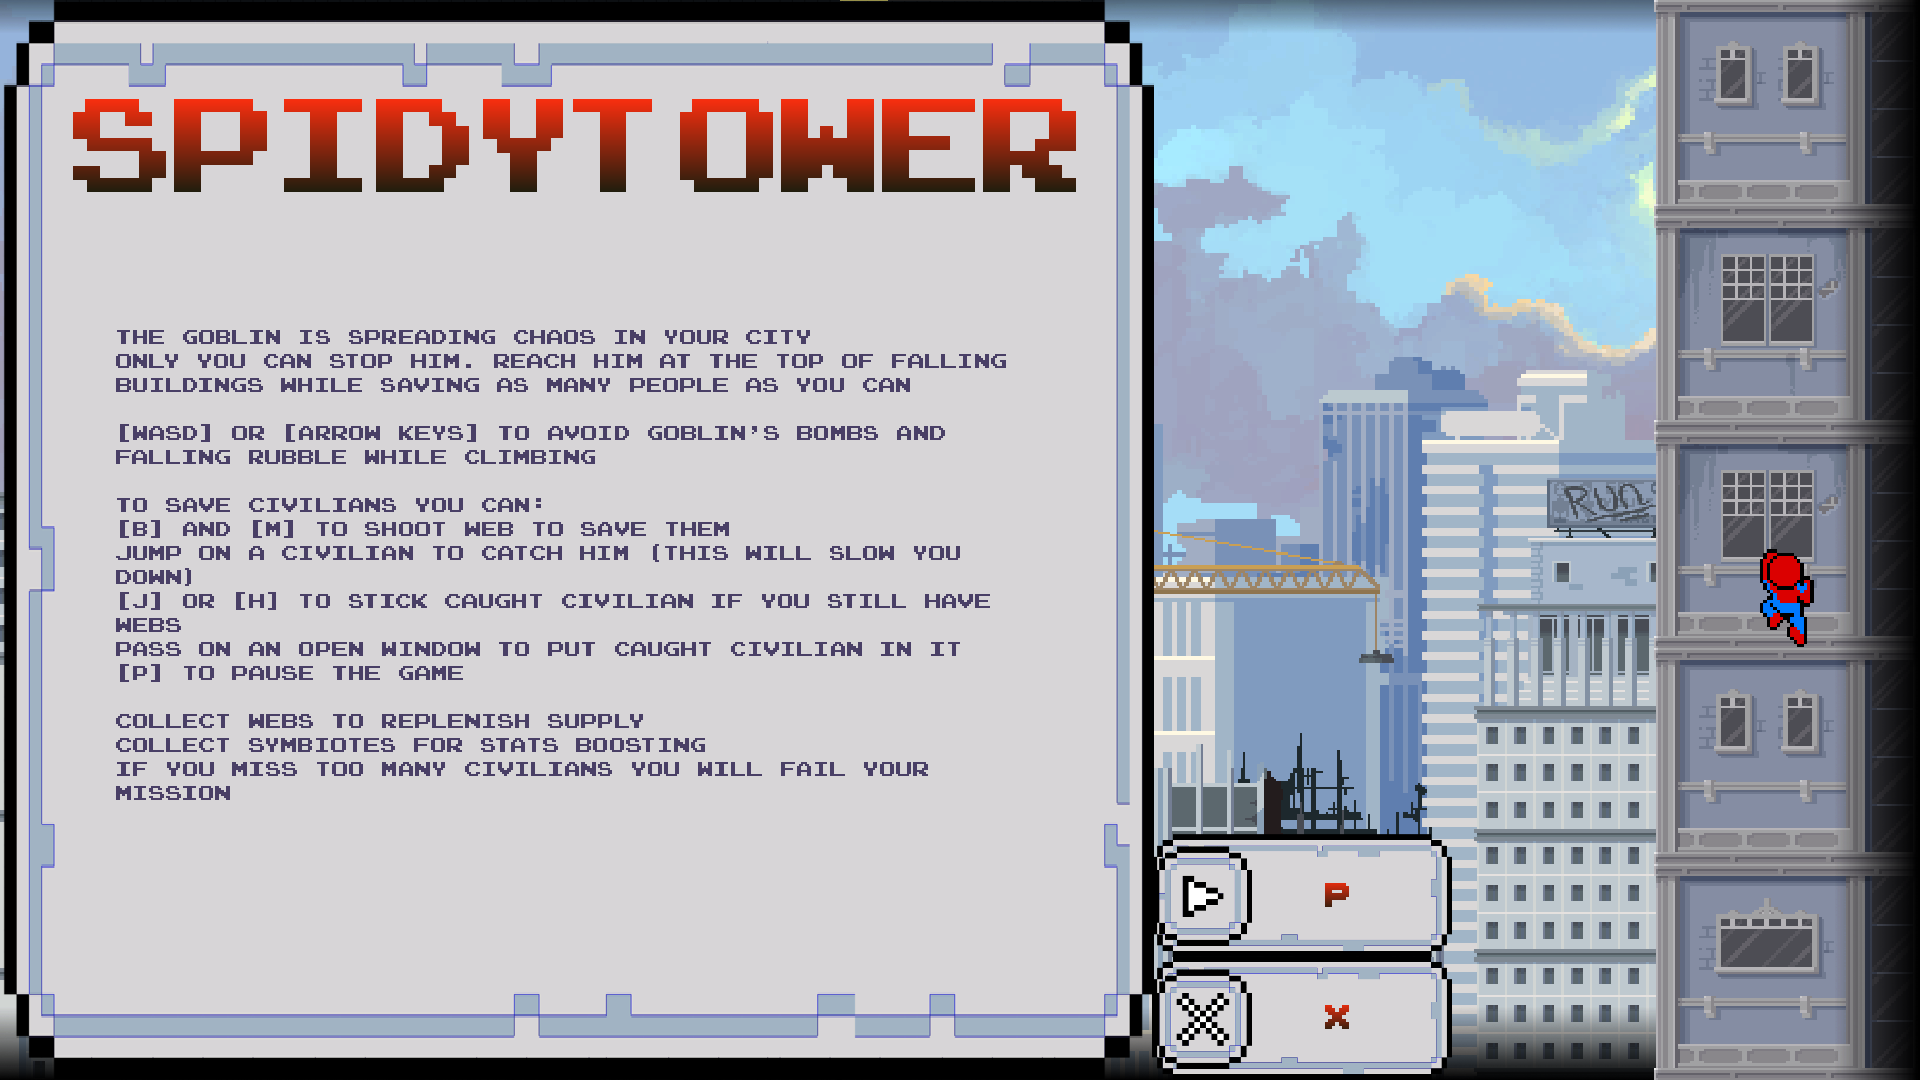 SPIDYTOWER
THE GOBLIN IS SPREADING CHAOS IN YOUR CITY
ONLY YOU CAN STOP HIM. REACH HIM AT THE TOP OF FALLING
BUILDINGS WHILE SAVING AS MANY PEOPLE AS YOU CAN
[WASD] OR [ARROW KEYS] TO AVOID GOBLIN'S BOMBS AND
FALLING RUBBLE WHILE CLIMBING
TO SAVE CIVILIANS YOU CAN:
[B] AND [M] TO SHOOT WEB TO SAVE THEM
JUMP ON A CIVILIAN TO CATCH HIM (THIS WILL SLOW YOU
DOWN)
[J] OR [H] TO STICK CAUGHT CIVILIAN IF YOU STILL HAVE
WEBS
PASS ON AN OPEN WINDOW TO PUT CAUGHT CIVILIAN IN IT
[P] TO PAUSE THE GAME
COLLECT WEBS TO REPLENISH SUPPLY
COLLECT SYMBIOTES FOR STATS BOOSTING
IF YOU MISS TOO MANY CIVILIANS YOU WILL FAIL YOUR
MISSION
P
X